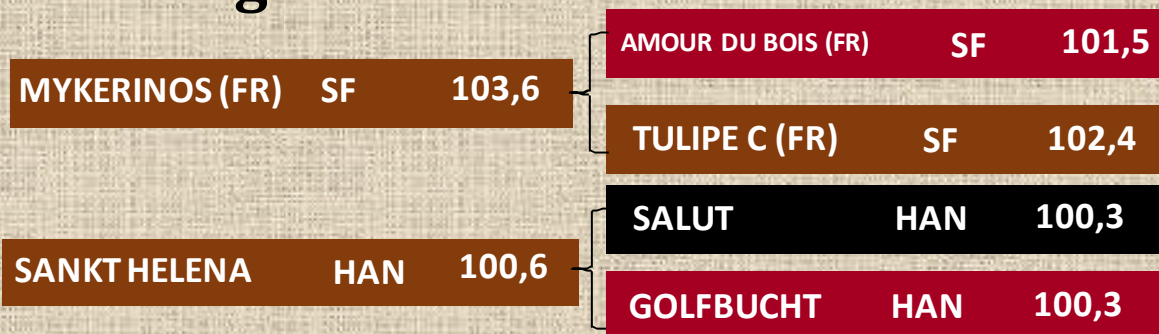 AMOUR DU BOIS (FR) SF 101,5
MYKERINOS (FR) SF 103,6
TULIPE C (FR) SF 102,4
SALUT HAN 100,3
SANKT HELENA HAN 100,6
GOLFBUCHT HAN 100,3